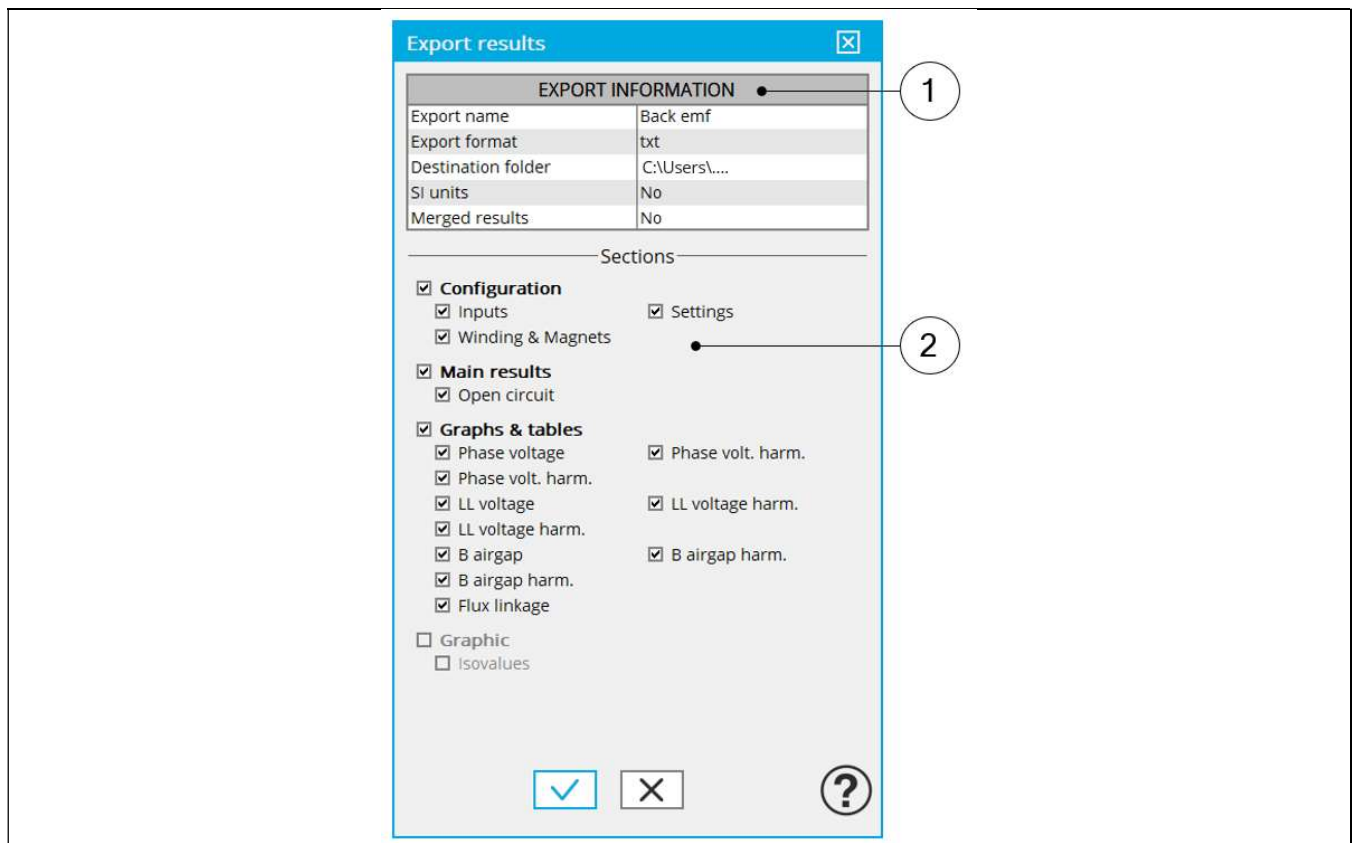 Export results
EXPORT INFORMATION
1
Export name Back emf
Export format txt
Destination folder C:\Users\....
SI units No
Merged results No
Sections
Configuration
Inputs Settings
Winding & Magnets
2
Main results
Open circuit
Graphs & tables
Phase voltage Phase volt. harm.
Phase volt. harm.
LL voltage LL voltage harm.
LL voltage harm.
B airgap B airgap harm.
B airgap harm.
Flux linkage
Graphic
Isovalues
?